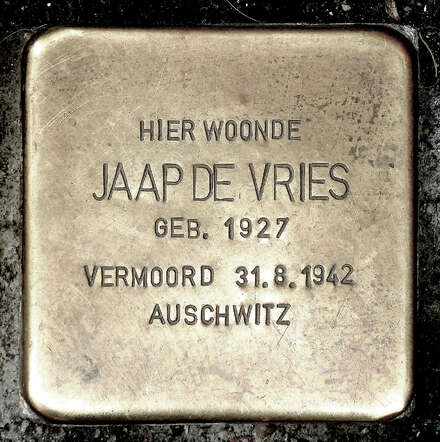 HIER WOONDE
JAAP DE VRIES
GEB. 1927
VERMOORD 31.8.1942
AUSCHWITZ